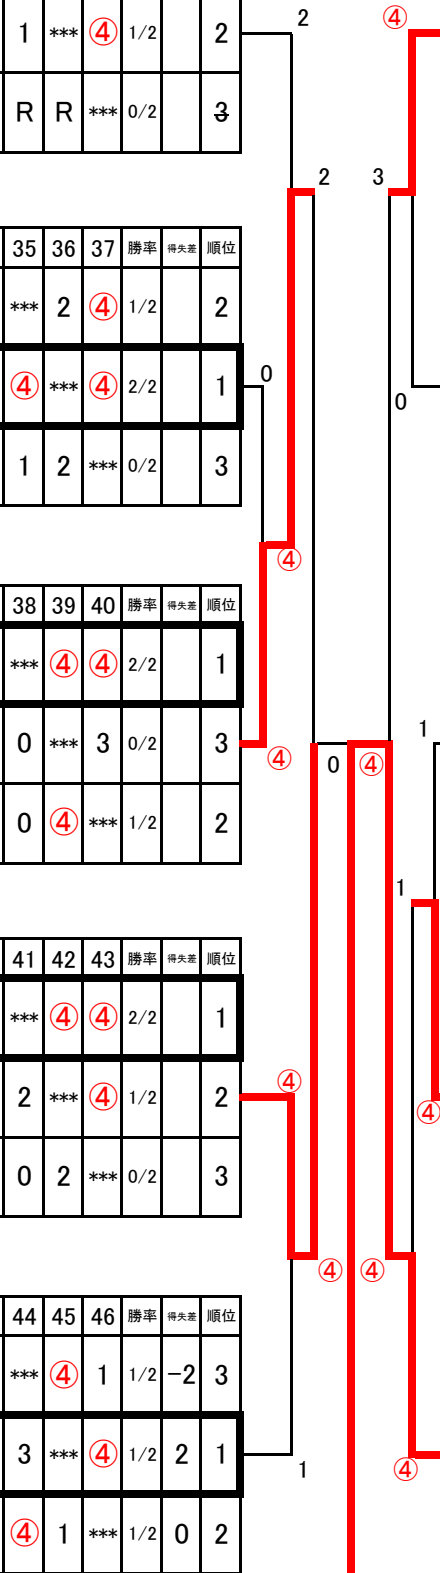 1 *** ④ 1/2 2
R R *** 0/2 3
35 36 37 勝率 得失差 順位
*** 2 ④ 1/2 2
④ *** ④ 2/2 1
1 2 *** 0/2 3
38 39 40 勝率 得失差 順位
*** ④ ④ 2/2 1
0 *** 3 0/2 3
0 ④ *** 1/2 2
41 42 43 勝率 得失差 順位
*** ④ ④ 2/2 1
2 *** ④ 1/2 2
0 2 *** 0/2 3
44 45 46 勝率 得失差 順位
*** ④ 1 1/2 -2 3
3 *** ④ 1/2 2 1
④ 1 *** 1/2 0 2
2
④
2
3
0
0
④
④
1
0
④
1
④
④
④
④
1
④